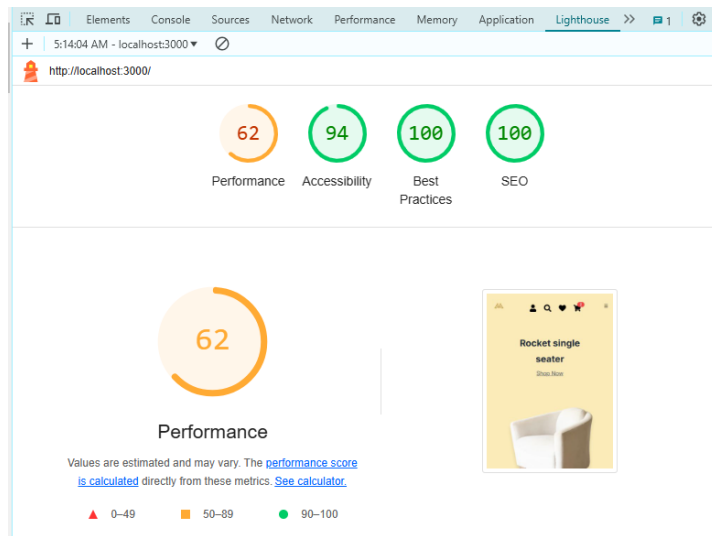 Elements Console Sources Network Performance Memory Application Lighthouse 1
5:14:04 AM - localhost:3000
http://localhost:3000/
62 94 100 100
Performance Accessibility Best Practices SEO
62
Rocket single
seater
Shop Now
Performance
Values are estimated and may vary. The performance score
is calculated directly from these metrics. See calculator.
0–49 50–89 90–100